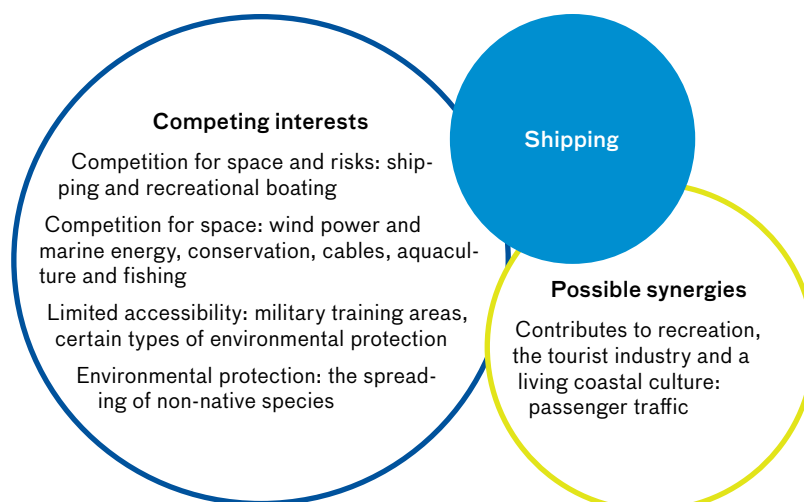 Competing interests
Competition for space and risks: ship-
ping and recreational boating
Competition for space: wind power and
marine energy, conservation, cables, aquacul-
ture and fishing
Limited accessibility: military training areas,
certain types of environmental protection
Environmental protection: the spread-
ing of non-native species
Shipping
Possible synergies
Contributes to recreation,
the tourist industry and a
living coastal culture:
passenger traffic